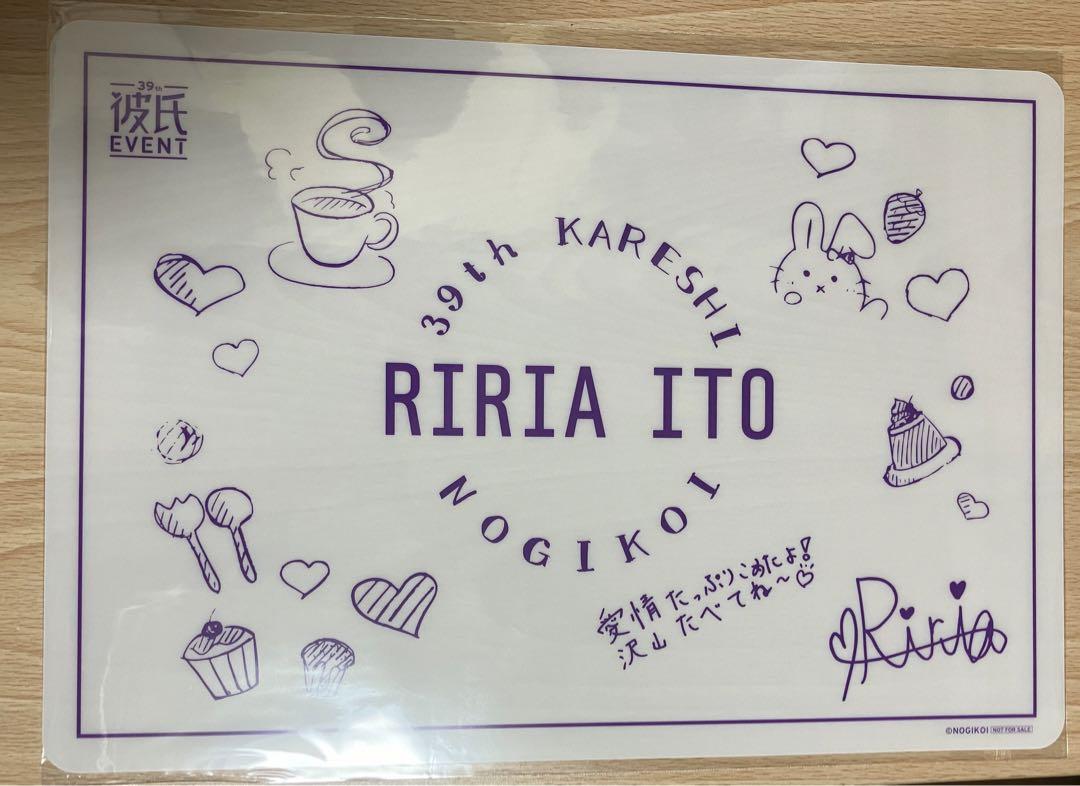 39th
彼氏
EVENT
39th KARESHI
RIRIA ITO
NOGIKOI
愛情たっぷりこめたよ!
沢山たべてね〜♡
Riria
©NOGIKOI NOT FOR SALE